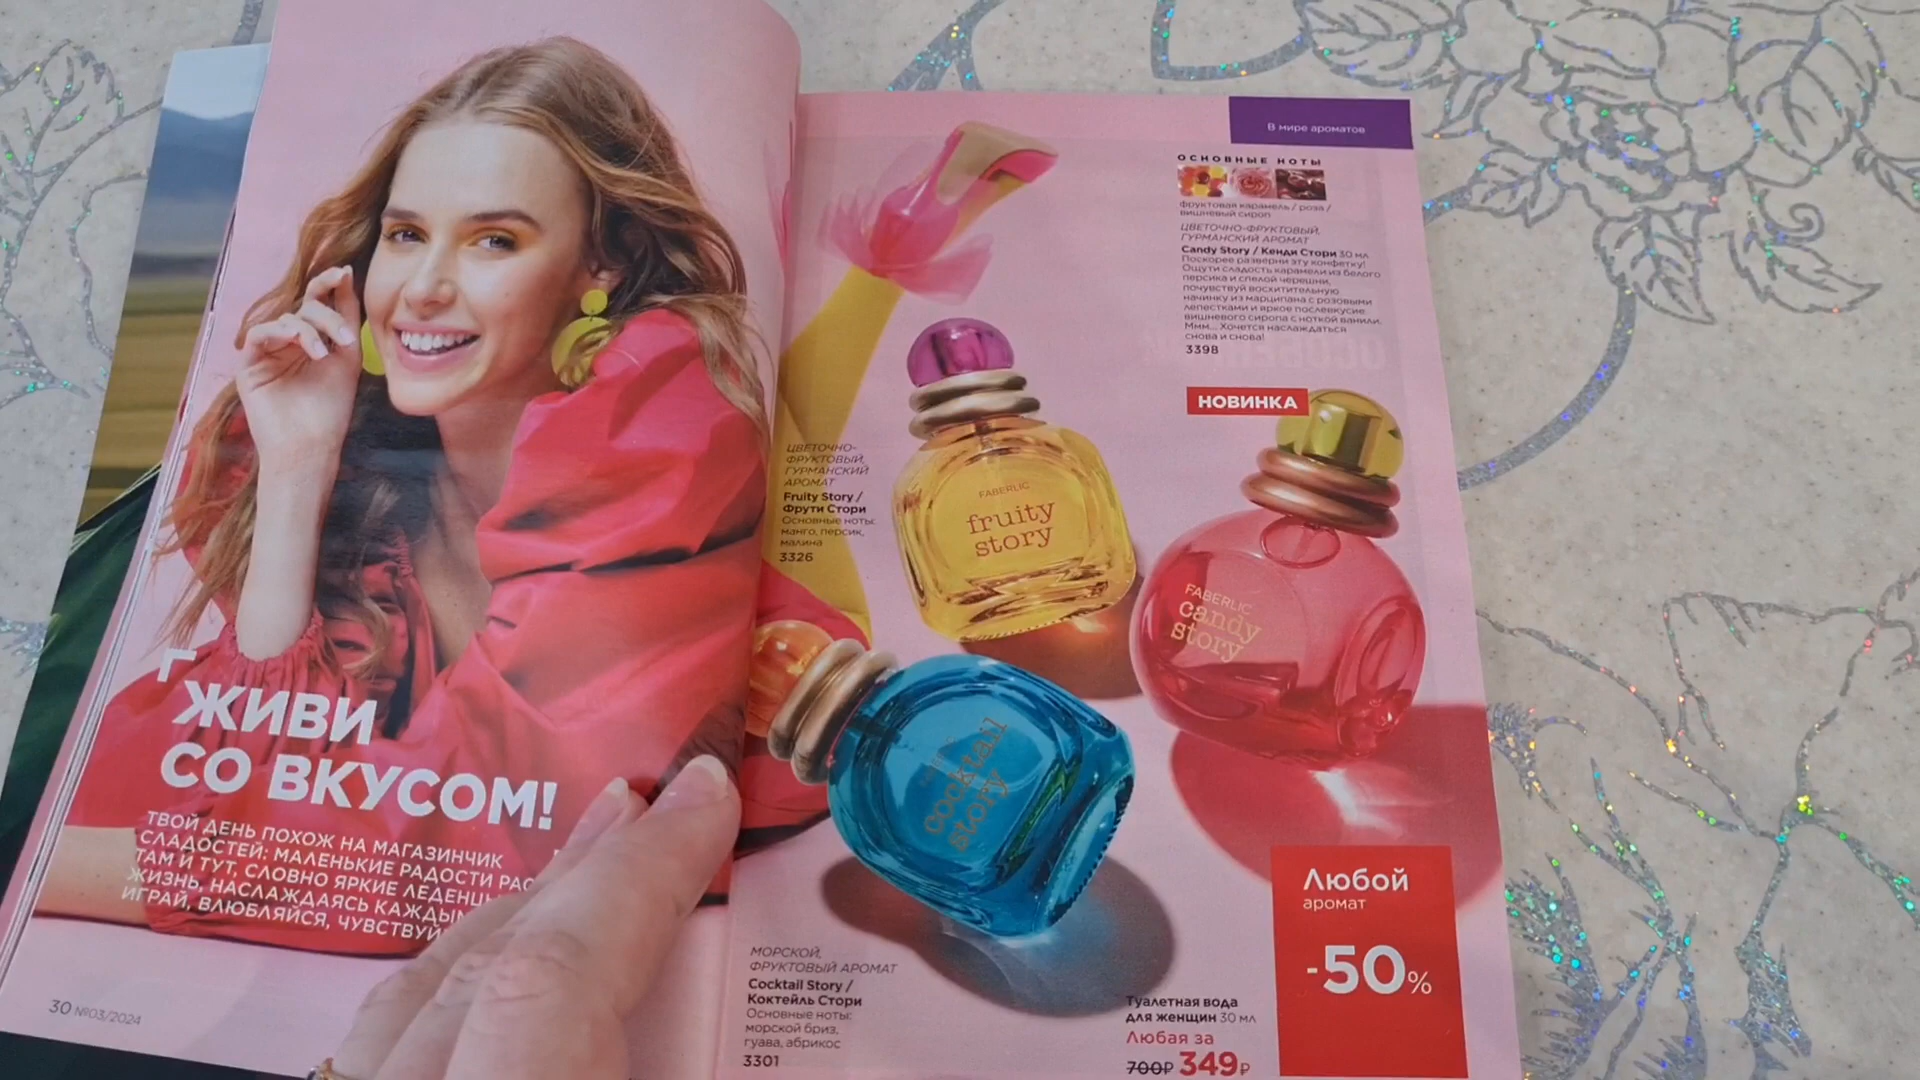 ЖИВИ
СО ВКУСОМ!
ТВОЙ ДЕНЬ ПОХОЖ НА МАГАЗИНЧИК
СЛАДОСТЕЙ: МАЛЕНЬКИЕ РАДОСТИ
ТАМ И ТУТ, СЛОВНО ЯРКИЕ
ЖИЗНЬ, НАСЛАЖДАЯСЬ
ИГРАЙ, ВЛЮБЛЯЙСЯ,
30 №03/2024
В мире ароматов
ОСНОВНЫЕ НОТЫ
Фруктовая карамель / роза /
вишневый сироп
ЦВЕТОЧНО-ФРУКТОВЫЙ,
ГУРМАНСКИЙ АРОМАТ
Candy Story / Кенди Стори 30 мл
Поскорее разверни эту конфетку!
Ощути сладость карамели из белого
персика и спелой черешни,
почувствуй восхитительную
начинку из марципана с розовыми
лепестками и яркое послевкусие
вишневого сиропа с ноткой ванили.
Ммм... Хочется наслаждаться
снова и снова!
3398
НОВИНКА
ЦВЕТОЧНО-
ФРУКТОВЫЙ,
ГУРМАНСКИЙ
АРОМАТ
Fruity Story /
Фрути Стори
Основные ноты:
манго, персик,
малина
3326
FABERLIC
fruity
story
FABERLIC
candy
story
cocktail
story
МОРСКОЙ,
ФРУКТОВЫЙ АРОМАТ
Cocktail Story /
Коктейль Стори
Основные ноты:
морской бриз,
гуава, абрикос
3301
Туалетная вода
для женщин 30 мл
Любая за
700₽ 349₽
Любой
аромат
-50%